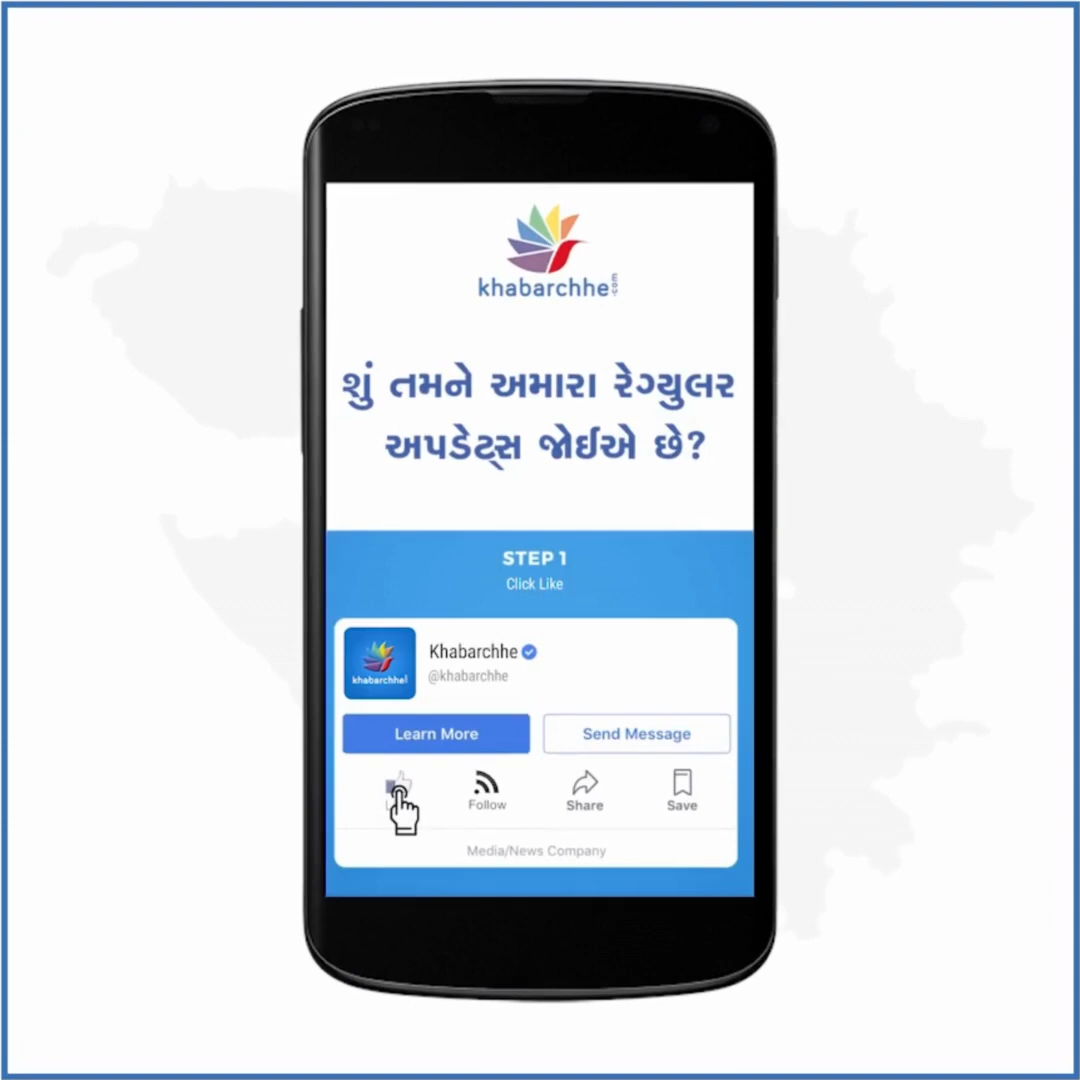 khabarchhe.com
શું તમને અમારા રેગ્યુલર
અપડેટ્સ જોઈએ છે?
STEP 1
Click Like
khabarchhe
Khabarchhe
@khabarchhe
Learn More
Send Message
Follow
Share
Save
Media/News Company